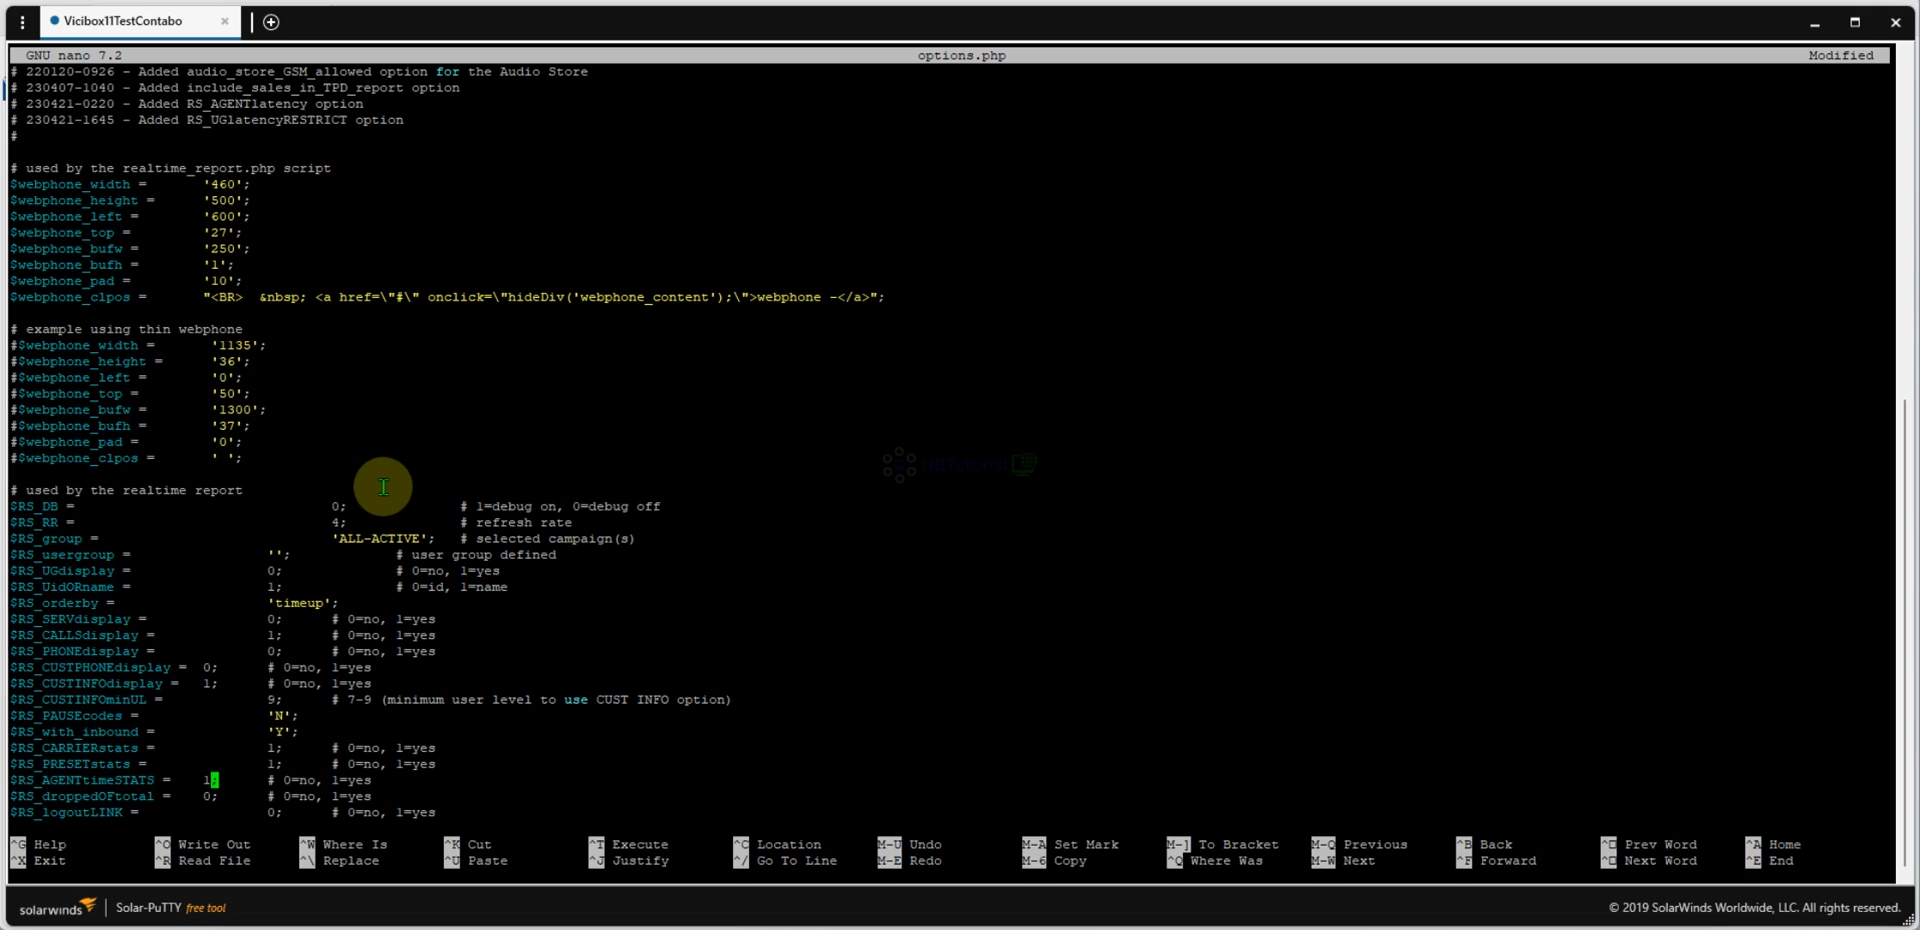 Vicibox11TestContabo
GNU nano 7.2 options.php Modified
# 220120-0926 - Added audio_store_GSM_allowed option for the Audio Store
# 230407-1040 - Added include_sales_in_TPD_report option
# 230421-0220 - Added RS_AGENTlatency option
# 230421-1645 - Added RS_UGlatencyRESTRICT option
#
# used by the realtime_report.php script
$webphone_width = '460';
$webphone_height = '500';
$webphone_left = '600';
$webphone_top = '27';
$webphone_bufw = '250';
$webphone_bufh = '1';
$webphone_pad = '10';
$webphone_clpos = "<BR> &nbsp; <a href=\"#\" onclick=\"hideDiv('webphone_content');\">webphone -</a>";
# example using thin webphone
#$webphone_width = '1135';
#$webphone_height = '36';
#$webphone_left = '0';
#$webphone_top = '50';
#$webphone_bufw = '1300';
#$webphone_bufh = '37';
#$webphone_pad = '0';
#$webphone_clpos = ' ';
# used by the realtime report
$RS_DB = 0; # 1=debug on, 0=debug off
$RS_RR = 4; # refresh rate
$RS_group = 'ALL-ACTIVE'; # selected campaign(s)
$RS_usergroup = ''; # user group defined
$RS_UGdisplay = 0; # 0=no, 1=yes
$RS_UidORname = 1; # 0=id, 1=name
$RS_orderby = 'timeup';
$RS_SERVdisplay = 0; # 0=no, 1=yes
$RS_CALLSdisplay = 1; # 0=no, 1=yes
$RS_PHONEdisplay = 0; # 0=no, 1=yes
$RS_CUSTPHONEdisplay = 0; # 0=no, 1=yes
$RS_CUSTINFOdisplay = 1; # 0=no, 1=yes
$RS_CUSTINFOminUL = 9; # 7-9 (minimum user level to use CUST INFO option)
$RS_PAUSEcodes = 'N';
$RS_with_inbound = 'Y';
$RS_CARRIERstats = 1; # 0=no, 1=yes
$RS_PRESETstats = 1; # 0=no, 1=yes
$RS_AGENTtimeSTATS = 1; # 0=no, 1=yes
$RS_droppedOFtotal = 0; # 0=no, 1=yes
$RS_logoutLINK = 0; # 0=no, 1=yes
^G Help ^O Write Out ^W Where Is ^K Cut ^T Execute ^C Location M-U Undo M-A Set Mark M-] To Bracket M-Q Previous ^B Back Prev Word ^A Home
^X Exit ^R Read File ^\ Replace ^U Paste ^J Justify ^/ Go To Line M-E Redo M-6 Copy ^Q Where Was M-W Next ^F Forward Next Word ^E End
solarwinds | Solar-PuTTY free tool © 2019 SolarWinds Worldwide, LLC. All rights reserved.